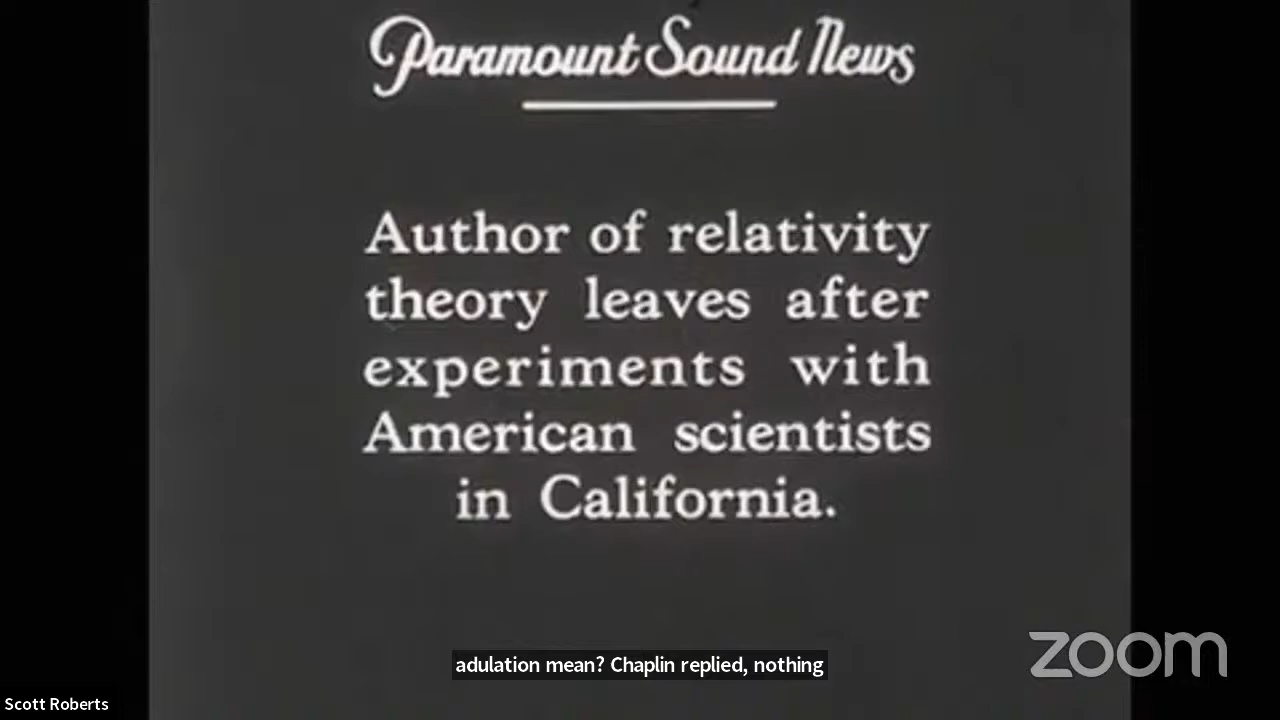 Paramount Sound News
Author of relativity
theory leaves after
experiments with
American scientists
in California.
adulation mean? Chaplin replied, nothing
zoom
Scott Roberts